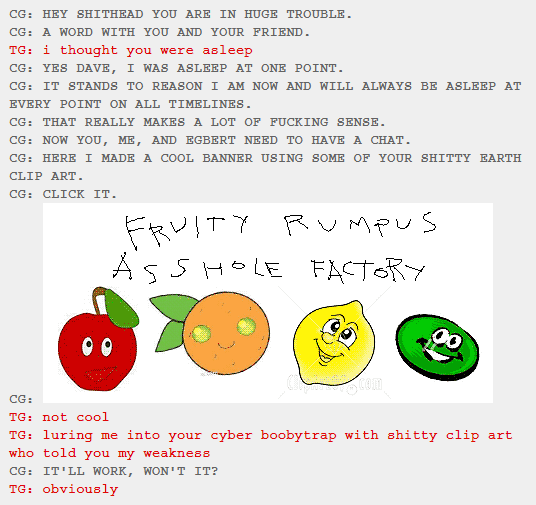 CG: HEY SHITHEAD YOU ARE IN HUGE TROUBLE.
CG: A WORD WITH YOU AND YOUR FRIEND.
TG: i thought you were asleep
CG: YES DAVE, I WAS ASLEEP AT ONE POINT.
CG: IT STANDS TO REASON I AM NOW AND WILL ALWAYS BE ASLEEP AT
EVERY POINT ON ALL TIMELINES.
CG: THAT REALLY MAKES A LOT OF FUCKING SENSE.
CG: NOW YOU, ME, AND EGBERT NEED TO HAVE A CHAT.
CG: HERE I MADE A COOL BANNER USING SOME OF YOUR SHITTY EARTH
CLIP ART.
CG: CLICK IT.
FRUITY RUMPUS
ASSHOLE FACTORY
CG:
TG: not cool
TG: luring me into your cyber boobytrap with shitty clip art
who told you my weakness
CG: IT'LL WORK, WON'T IT?
TG: obviously